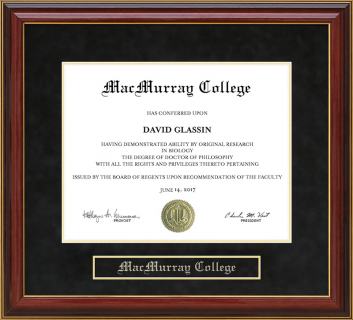 MacMurray College
HAS CONFERRED UPON
DAVID GLASSIN
HAVING DEMONSTRATED ABILITY BY ORIGINAL RESEARCH
IN BIOLOGY
THE DEGREE OF DOCTOR OF PHILOSOPHY
WITH ALL THE RIGHTS AND PRIVILEGES THERETO PERTAINING
ISSUED BY THE BOARD OF REGENTS UPON RECOMMENDATION OF THE FACULTY
JUNE 14, 2017
PROVOST PRESIDENT
MacMurray College